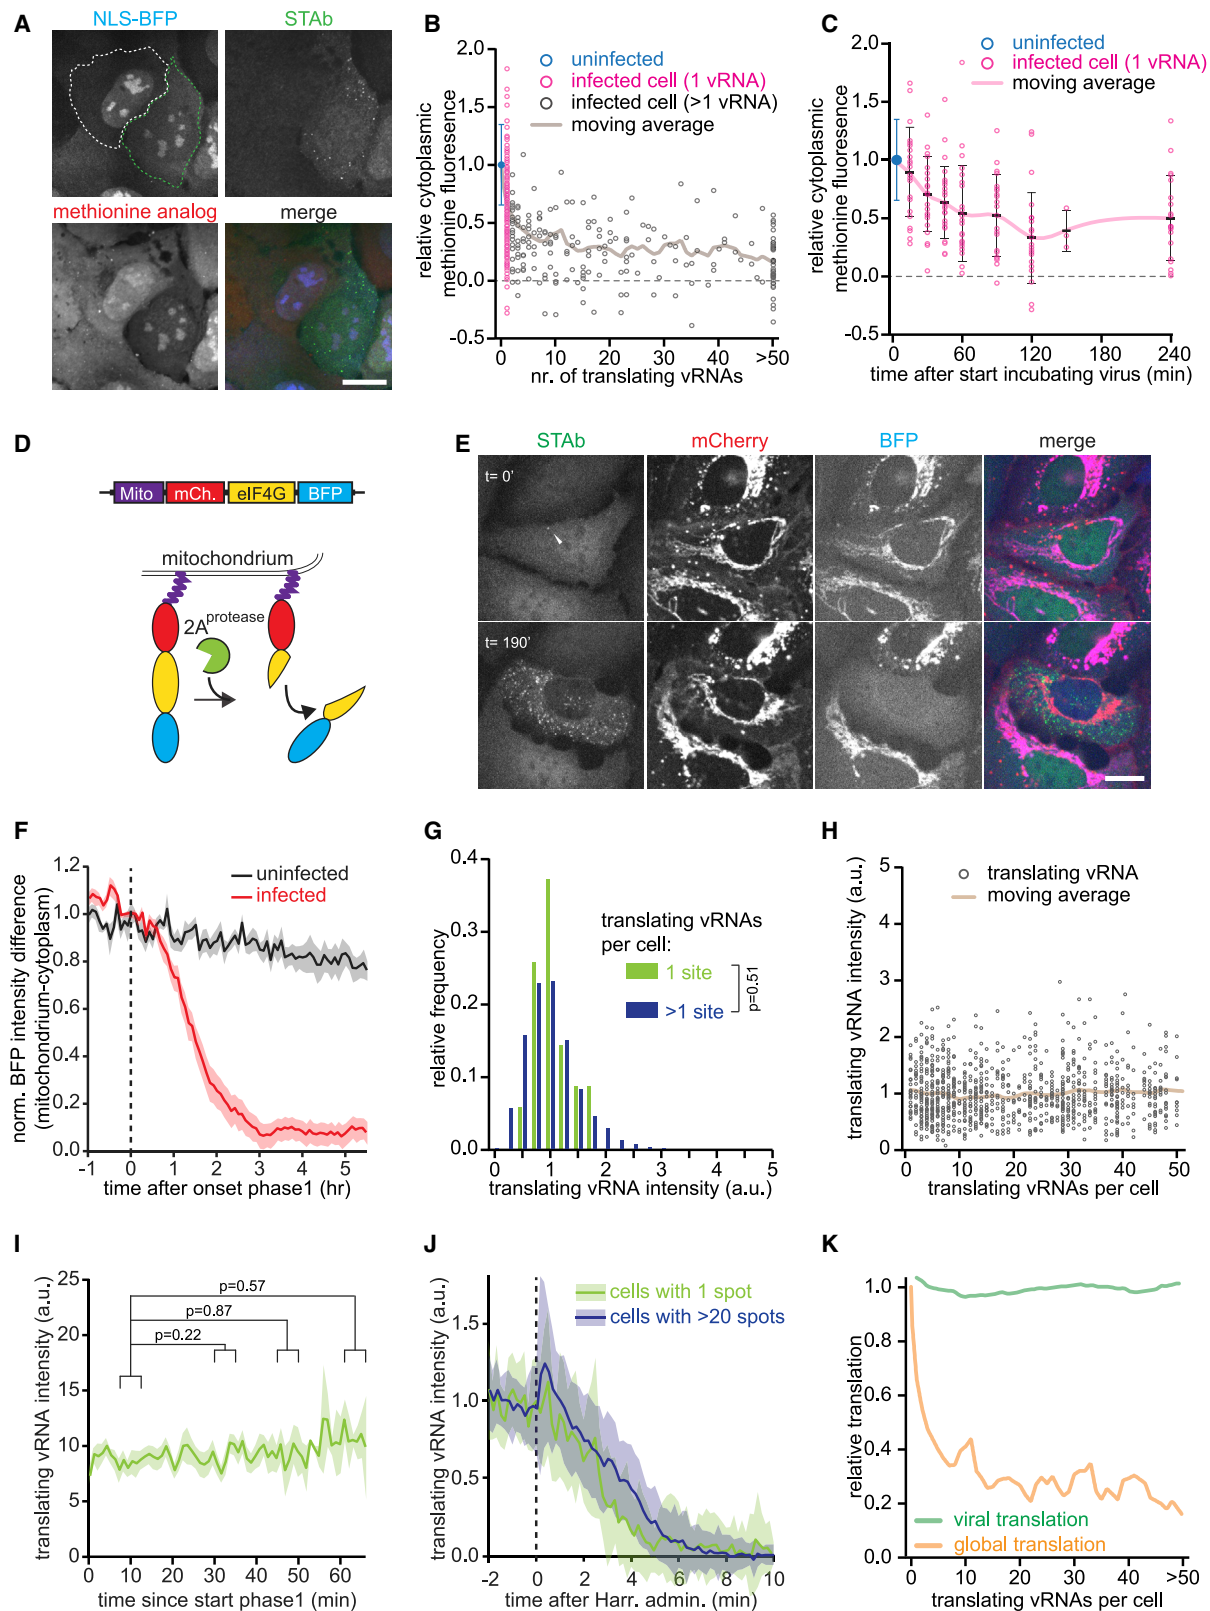 A
NLS-BFP
STAb
methionine analog
merge
B
relative cytoplasmic
methionine fluoresence
2.0
1.5
1.0
0.5
0.0
-0.5
uninfected
infected cell (1 vRNA)
infected cell (>1 vRNA)
moving average
0
10
20
30
40
>50
nr. of translating vRNAs
C
relative cytoplasmic
methionine fluoresence
2.0
1.5
1.0
0.5
0.0
-0.5
uninfected
infected cell (1 vRNA)
moving average
0
60
120
180
240
time after start incubating virus (min)
D
Mito
mCh.
eIF4G
BFP
mitochondrium
2A protease
E
STAb
mCherry
BFP
merge
t= 0'
t= 190'
F
norm. BFP intensity difference
(mitochondrium-cytoplasm)
1.2
1.0
0.8
0.6
0.4
0.2
0.0
uninfected
infected
-1
0
1
2
3
4
5
time after onset phase1 (hr)
G
relative frequency
0.4
0.3
0.2
0.1
0.0
translating vRNAs
per cell:
1 site
>1 site
p=0.51
0
1
2
3
4
5
translating vRNA intensity (a.u.)
H
translating vRNA intensity (a.u.)
5
4
3
2
1
0
translating vRNA
moving average
0
10
20
30
40
50
translating vRNAs per cell
I
translating vRNA intensity (a.u.)
25
20
15
10
5
0
p=0.57
p=0.87
p=0.22
0
10
20
30
40
50
60
time since start phase1 (min)
J
translating vRNA intensity (a.u.)
1.5
1.0
0.5
0.0
cells with 1 spot
cells with >20 spots
-2
0
2
4
6
8
10
time after Harr. admin. (min)
K
relative translation
1.0
0.8
0.6
0.4
0.2
0.0
viral translation
global translation
0
10
20
30
40
>50
translating vRNAs per cell